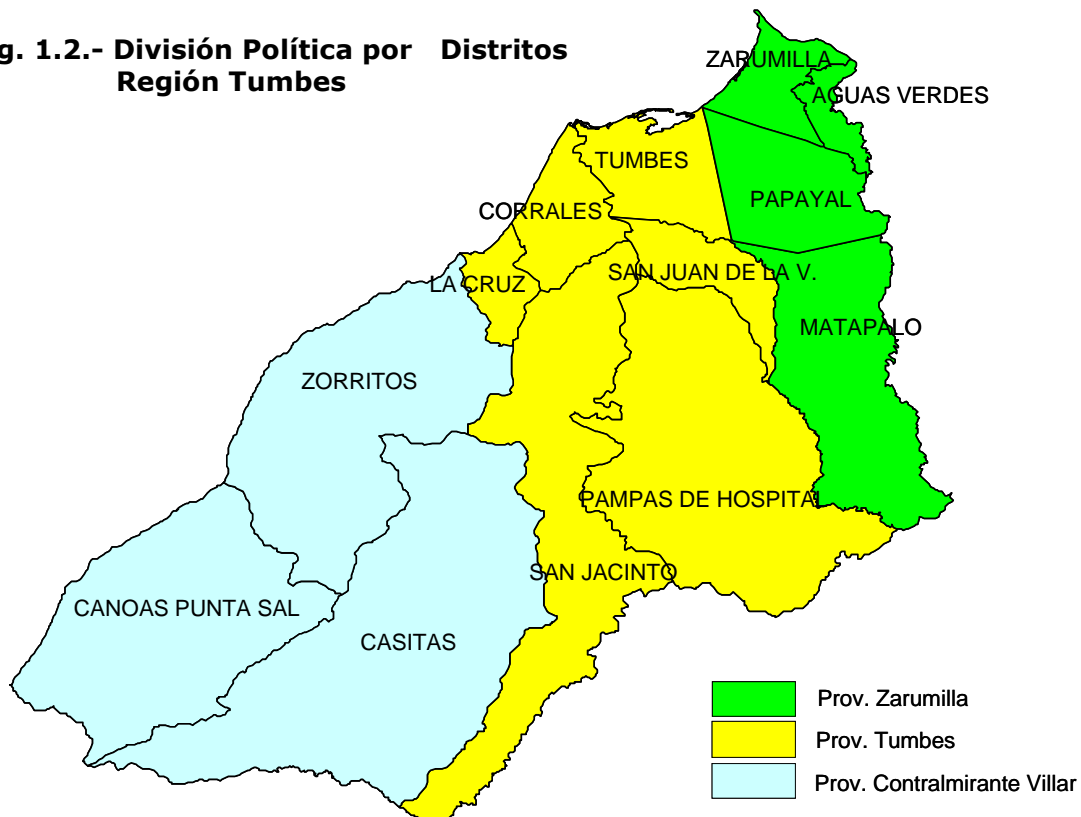 g. 1.2.- División Política por Distritos
Región Tumbes
ZARUMILLA
AGUAS VERDES
TUMBES
PAPAYAL
CORRALES
SAN JUAN DE LA V.
LA CRUZ
MATAPALO
ZORRITOS
PAMPAS DE HOSPITAL
SAN JACINTO
CANOAS PUNTA SAL
CASITAS
Prov. Zarumilla
Prov. Tumbes
Prov. Contralmirante Villar